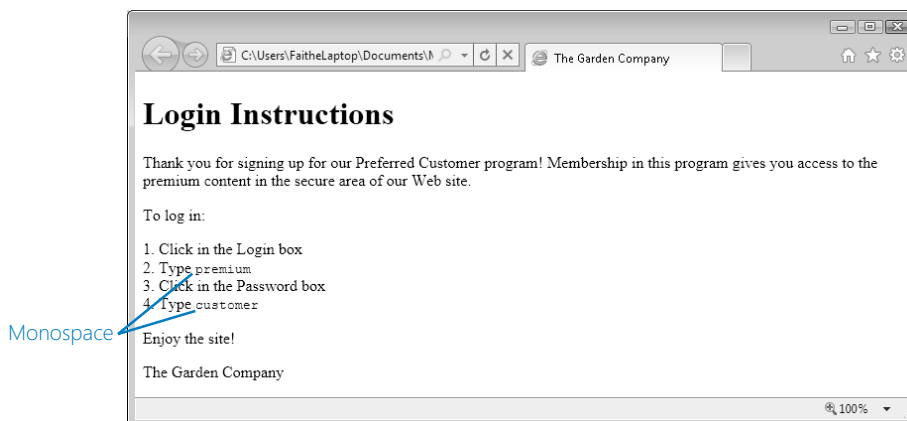 C:\Users\FaitheLaptop\Documents\
The Garden Company
Login Instructions
Thank you for signing up for our Preferred Customer program! Membership in this program gives you access to the
premium content in the secure area of our Web site.
To log in:
1. Click in the Login box
2. Type premium
3. Click in the Password box
4. Type customer
Monospace
Enjoy the site!
The Garden Company
100%